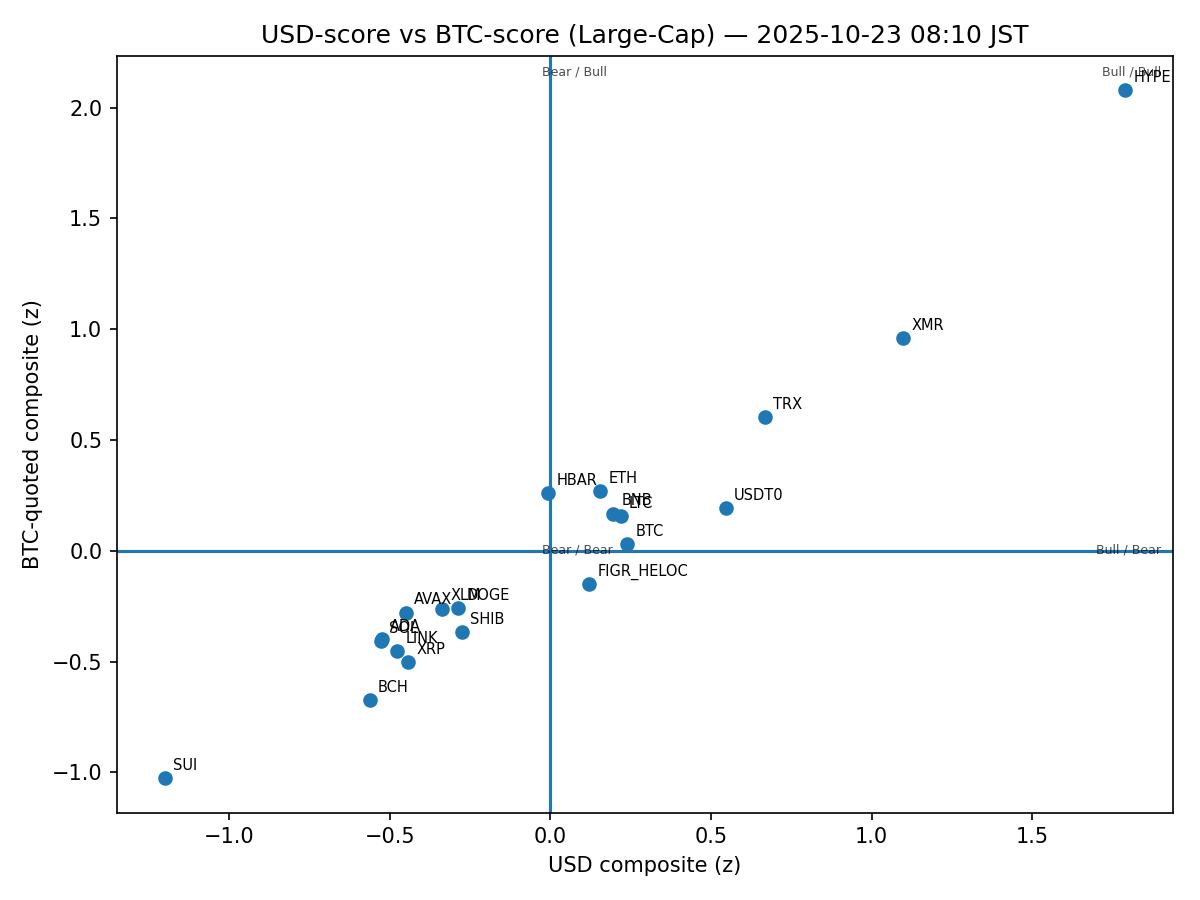 USD-score vs BTC-score (Large-Cap) — 2025-10-23 08:10 JST
Bear / Bull
Bull / Bull
HYPE
2.0
1.5
XMR
1.0
TRX
0.5
HBAR
ETH
USDT0
BNB
LTC
BTC
0.0
Bear / Bear
Bull / Bear
FIGR_HELOC
AVAX
XLM
DOGE
SHIB
ADA
SOL
LINK
XRP
−0.5
BCH
SUI
−1.0
BTC-quoted composite (z)
−1.0
−0.5
0.0
0.5
1.0
1.5
USD composite (z)